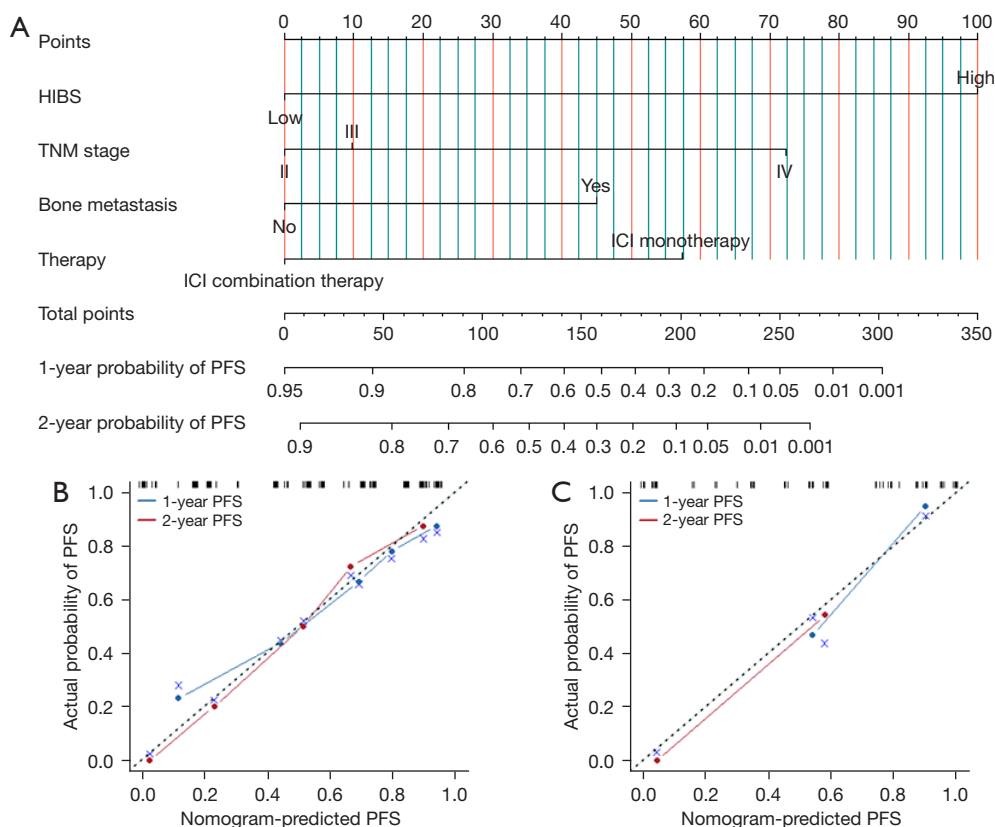 A
Points
0 10 20 30 40 50 60 70 80 90 100
HIBS
High
Low
TNM stage
III
II
IV
Bone metastasis
Yes
No
Therapy
ICI monotherapy
ICI combination therapy
Total points
0 50 100 150 200 250 300 350
1-year probability of PFS
0.95 0.9 0.8 0.7 0.6 0.5 0.4 0.3 0.2 0.1 0.05 0.01 0.001
2-year probability of PFS
0.9 0.8 0.7 0.6 0.5 0.4 0.3 0.2 0.1 0.05 0.01 0.001
B
1-year PFS
2-year PFS
Actual probability of PFS
1.0
0.8
0.6
0.4
0.2
0.0
0.0 0.2 0.4 0.6 0.8 1.0
Nomogram-predicted PFS
C
1-year PFS
2-year PFS
Actual probability of PFS
1.0
0.8
0.6
0.4
0.2
0.0
0.0 0.2 0.4 0.6 0.8 1.0
Nomogram-predicted PFS